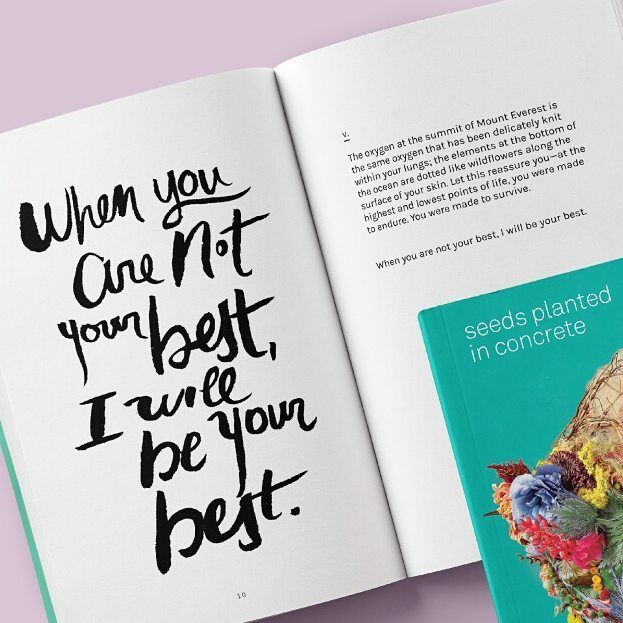 When you
are not
your best,
I will
be your
best.
10
v.
The oxygen at the summit of Mount Everest is
the same oxygen that has been delicately knit
within your lungs; the elements at the bottom of
the ocean are dotted like wildflowers along the
surface of your skin. Let this reassure you—at the
highest and lowest points of life, you were made
to endure. You were made to survive.
When you are not your best, I will be your best.
seeds planted
in concrete